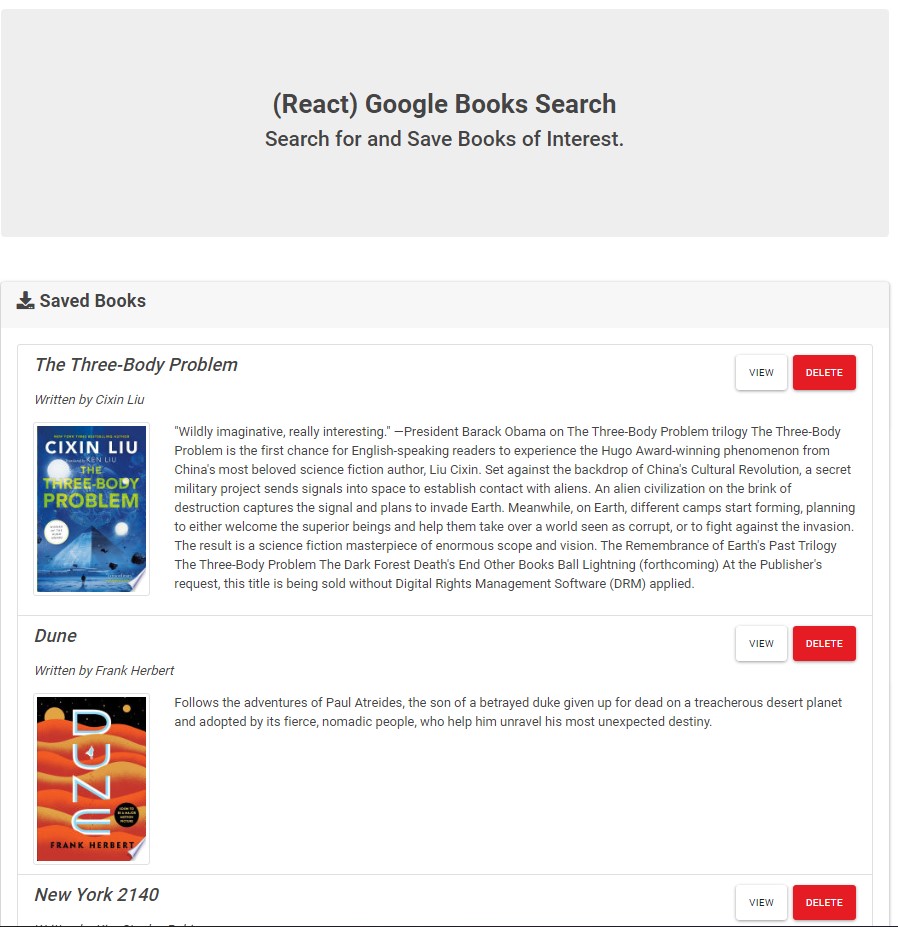 (React) Google Books Search
Search for and Save Books of Interest.
Saved Books
The Three-Body Problem
VIEW
DELETE
Written by Cixin Liu
CIXIN LIU
KEN LIU
THE
THREE-BODY
PROBLEM
"Wildly imaginative, really interesting." —President Barack Obama on The Three-Body Problem trilogy The Three-Body
Problem is the first chance for English-speaking readers to experience the Hugo Award-winning phenomenon from
China's most beloved science fiction author, Liu Cixin. Set against the backdrop of China's Cultural Revolution, a secret
military project sends signals into space to establish contact with aliens. An alien civilization on the brink of
destruction captures the signal and plans to invade Earth. Meanwhile, on Earth, different camps start forming, planning
to either welcome the superior beings and help them take over a world seen as corrupt, or to fight against the invasion.
The result is a science fiction masterpiece of enormous scope and vision. The Remembrance of Earth's Past Trilogy
The Three-Body Problem The Dark Forest Death's End Other Books Ball Lightning (forthcoming) At the Publisher's
request, this title is being sold without Digital Rights Management Software (DRM) applied.
Dune
VIEW
DELETE
Written by Frank Herbert
DUNE
FRANK HERBERT
Follows the adventures of Paul Atreides, the son of a betrayed duke given up for dead on a treacherous desert planet
and adopted by its fierce, nomadic people, who help him unravel his most unexpected destiny.
New York 2140
VIEW
DELETE